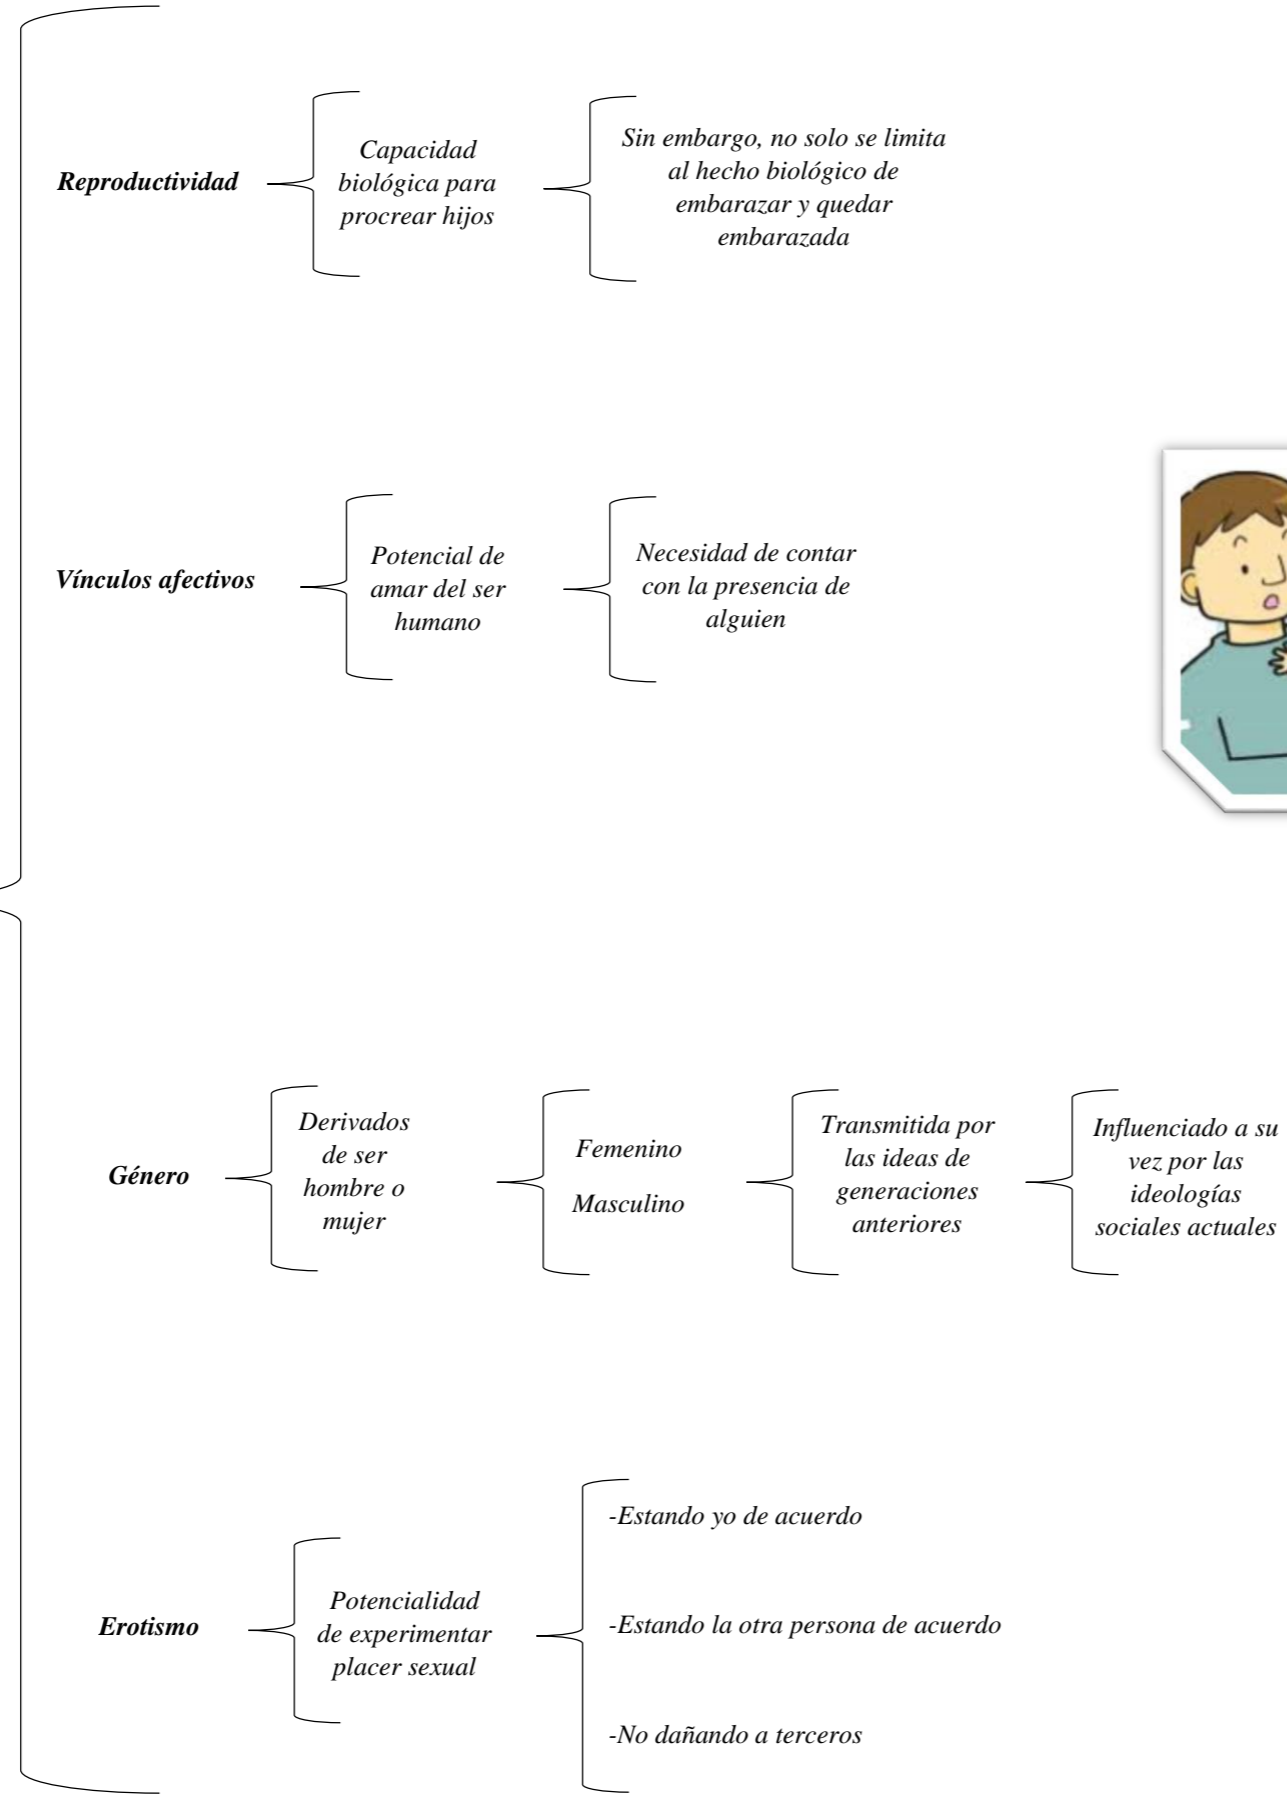 Reproductividad
Capacidad
biológica para
procrear hijos
Sin embargo, no solo se limita
al hecho biológico de
embarazar y quedar
embarazada
Vínculos afectivos
Potencial de
amar del ser
humano
Necesidad de contar
con la presencia de
alguien
Género
Derivados
de ser
hombre o
mujer
Femenino
Masculino
Transmitida por
las ideas de
generaciones
anteriores
Influenciado a su
vez por las
ideologías
sociales actuales
Erotismo
Potencialidad
de experimentar
placer sexual
-Estando yo de acuerdo
-Estando la otra persona de acuerdo
-No dañando a terceros